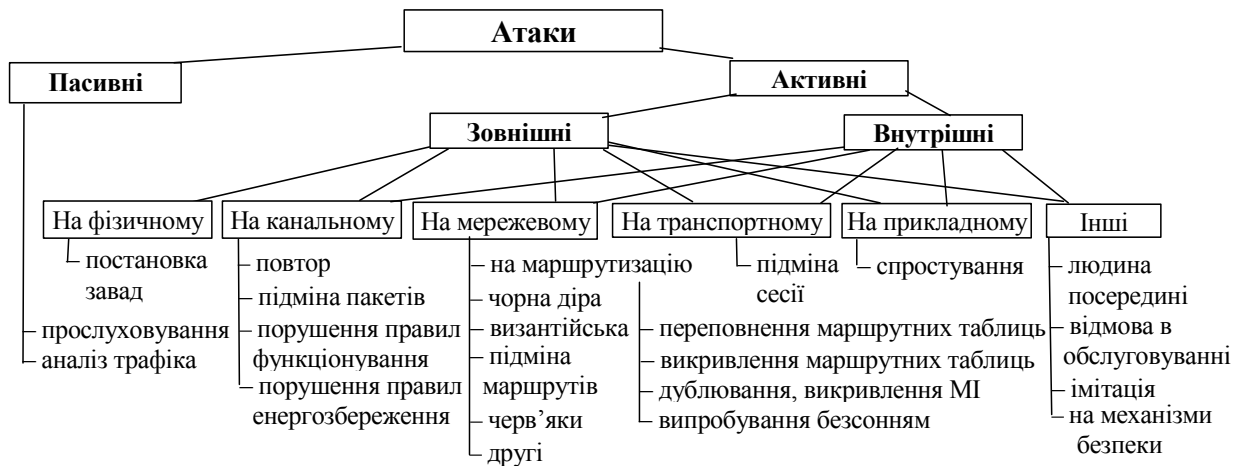 Атаки
Пасивні
Активні
Зовнішні
Внутрішні
На фізичному
На канальному
На мережевому
На транспортному
На прикладному
Інші
постановка
завад
прослуховування
аналіз трафіка
повтор
підміна пакетів
порушення правил
функціонування
порушення правил
енергозбереження
на маршрутизацію
чорна діра
византійська
підміна
маршрутів
черв’яки
другі
переповнення маршрутних таблиць
викривлення маршрутних таблиць
дублювання, викривлення МІ
випробування безсонням
підміна
сесії
спростування
людина
посередині
відмова в
обслуговуванні
імітація
на механізми
безпеки